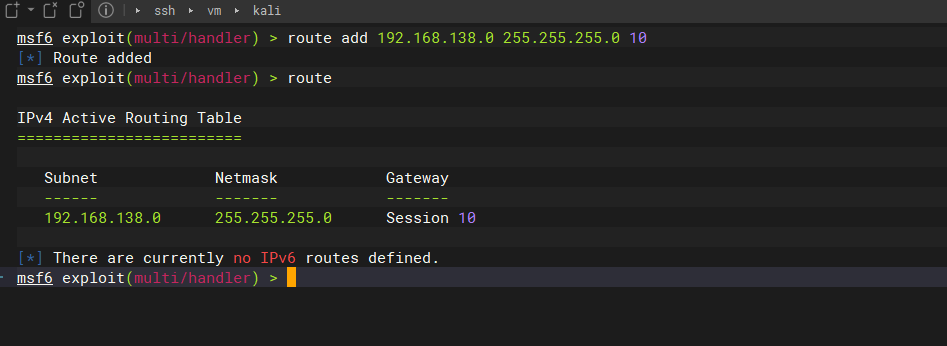 ssh vm kali
msf6 exploit(multi/handler) > route add 192.168.138.0 255.255.255.0 10
[*] Route added
msf6 exploit(multi/handler) > route
IPv4 Active Routing Table
=========================
Subnet Netmask Gateway
------ ------- -------
192.168.138.0 255.255.255.0 Session 10
[*] There are currently no IPv6 routes defined.
msf6 exploit(multi/handler) >